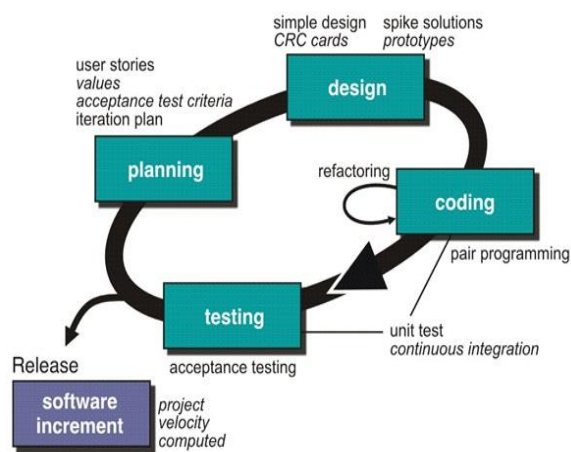 simple design
CRC cards
spike solutions
prototypes
user stories
values
acceptance test criteria
iteration plan
design
planning
refactoring
coding
pair programming
testing
unit test
continuous integration
acceptance testing
Release
software
increment
project
velocity
computed